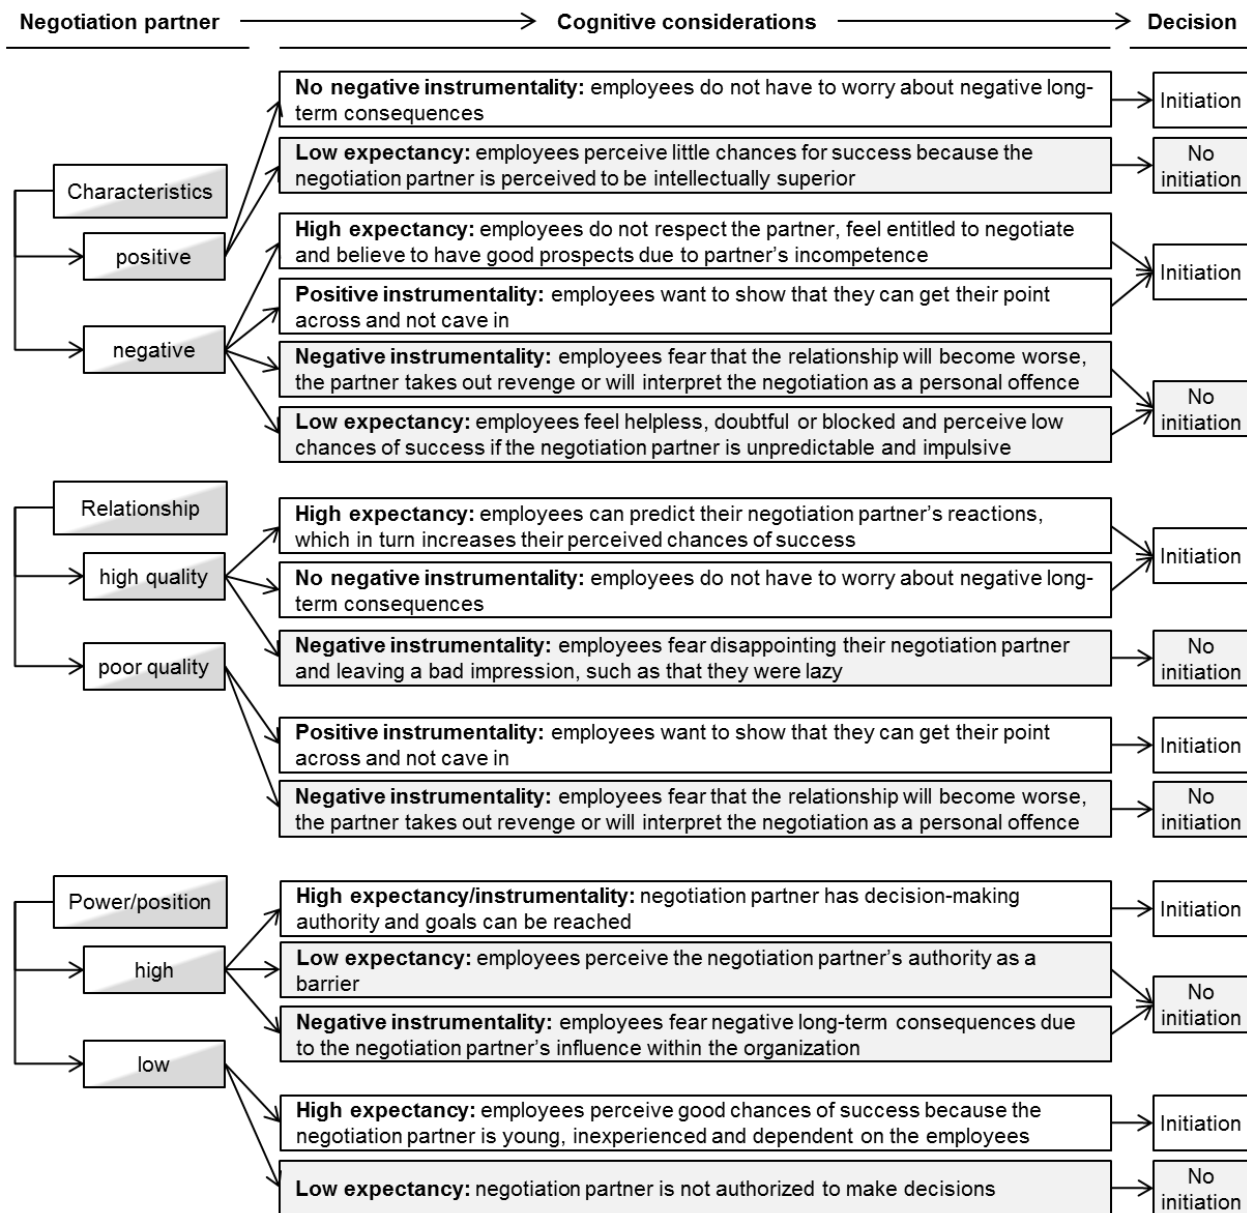 Negotiation partner Cognitive considerations Decision
No negative instrumentality: employees do not have to worry about negative long-
term consequences
Initiation
Low expectancy: employees perceive little chances for success because the
negotiation partner is perceived to be intellectually superior
No
initiation
Characteristics
positive
High expectancy: employees do not respect the partner, feel entitled to negotiate
and believe to have good prospects due to partner's incompetence
Positive instrumentality: employees want to show that they can get their point
across and not cave in
Initiation
negative
Negative instrumentality: employees fear that the relationship will become worse,
the partner takes out revenge or will interpret the negotiation as a personal offence
Low expectancy: employees feel helpless, doubtful or blocked and perceive low
chances of success if the negotiation partner is unpredictable and impulsive
No
initiation
Relationship
high quality
High expectancy: employees can predict their negotiation partner's reactions,
which in turn increases their perceived chances of success
No negative instrumentality: employees do not have to worry about negative long-
term consequences
Initiation
Negative instrumentality: employees fear disappointing their negotiation partner
and leaving a bad impression, such as that they were lazy
No
initiation
poor quality
Positive instrumentality: employees want to show that they can get their point
across and not cave in
Initiation
Negative instrumentality: employees fear that the relationship will become worse,
the partner takes out revenge or will interpret the negotiation as a personal offence
No
initiation
Power/position
high
High expectancy/instrumentality: negotiation partner has decision-making
authority and goals can be reached
Initiation
Low expectancy: employees perceive the negotiation partner's authority as a
barrier
Negative instrumentality: employees fear negative long-term consequences due
to the negotiation partner's influence within the organization
No
initiation
low
High expectancy: employees perceive good chances of success because the
negotiation partner is young, inexperienced and dependent on the employees
Initiation
Low expectancy: negotiation partner is not authorized to make decisions
No
initiation